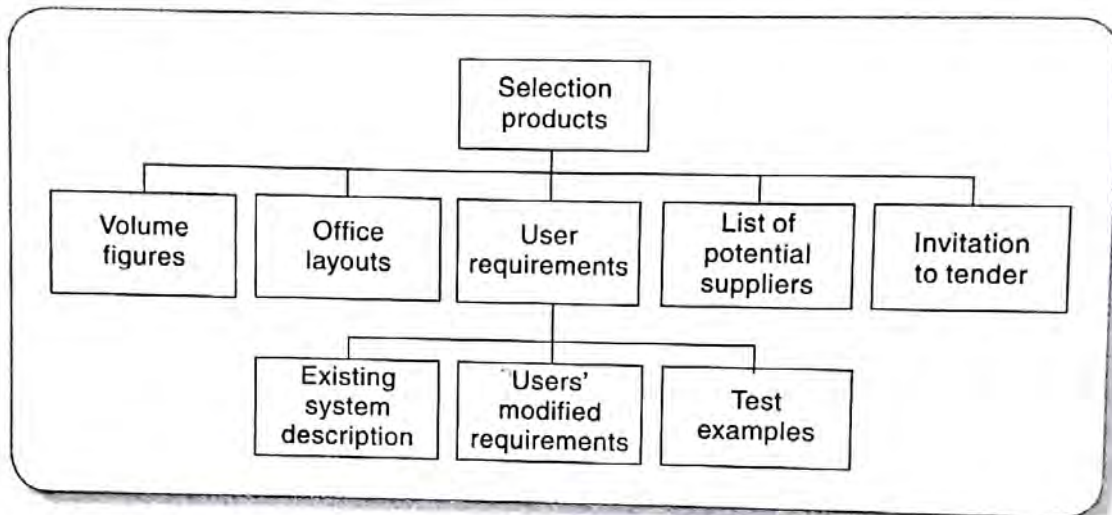 Selection
products
Volume
figures
Office
layouts
User
requirements
List of
potential
suppliers
Invitation
to tender
Existing
system
description
Users'
modified
requirements
Test
examples